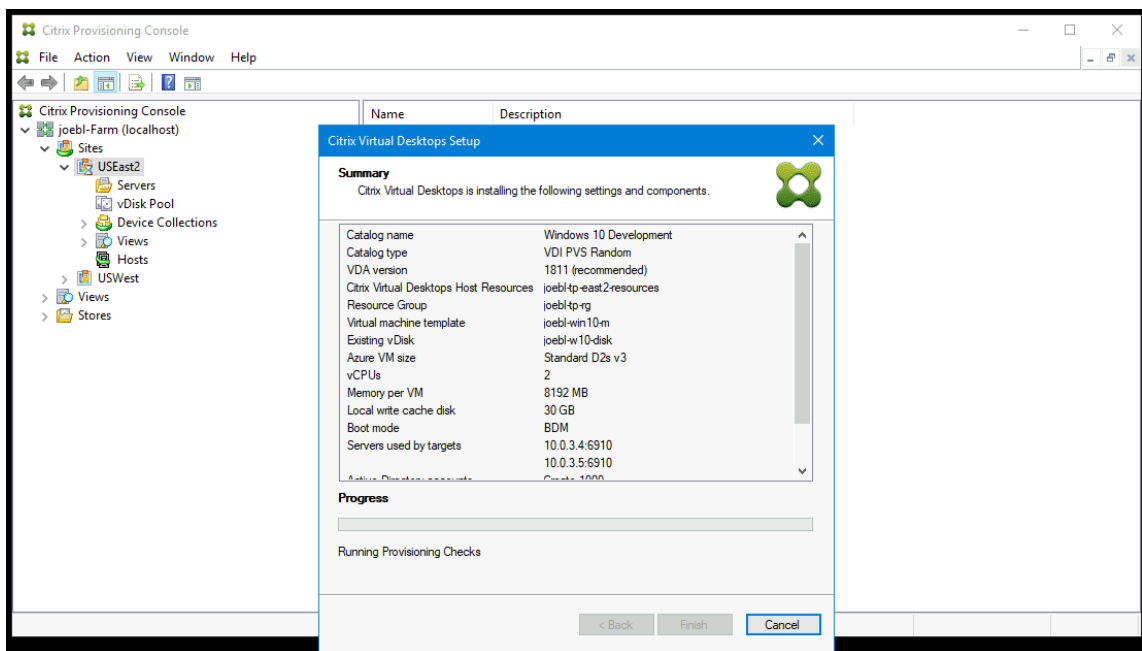 Citrix Provisioning Console
File Action View Window Help
Citrix Provisioning Console
joebl-Farm (localhost)
Sites
USEast2
Servers
vDisk Pool
Device Collections
Views
Hosts
USWest
Views
Stores
Name Description
Citrix Virtual Desktops Setup
Summary
Citrix Virtual Desktops is installing the following settings and components.
Catalog name Windows 10 Development
Catalog type VDI PVS Random
VDA version 1811 (recommended)
Citrix Virtual Desktops Host Resources joebl-tp-east2-resources
Resource Group joebl-tp-rg
Virtual machine template joebl-win10-m
Existing vDisk joebl-w10-disk
Azure VM size Standard D2s v3
vCPUs 2
Memory per VM 8192 MB
Local write cache disk 30 GB
Boot mode BDM
Servers used by targets 10.0.3.4:6910
10.0.3.5:6910
Active Directory accounts Create 1000
Progress
Running Provisioning Checks
< Back Finish Cancel